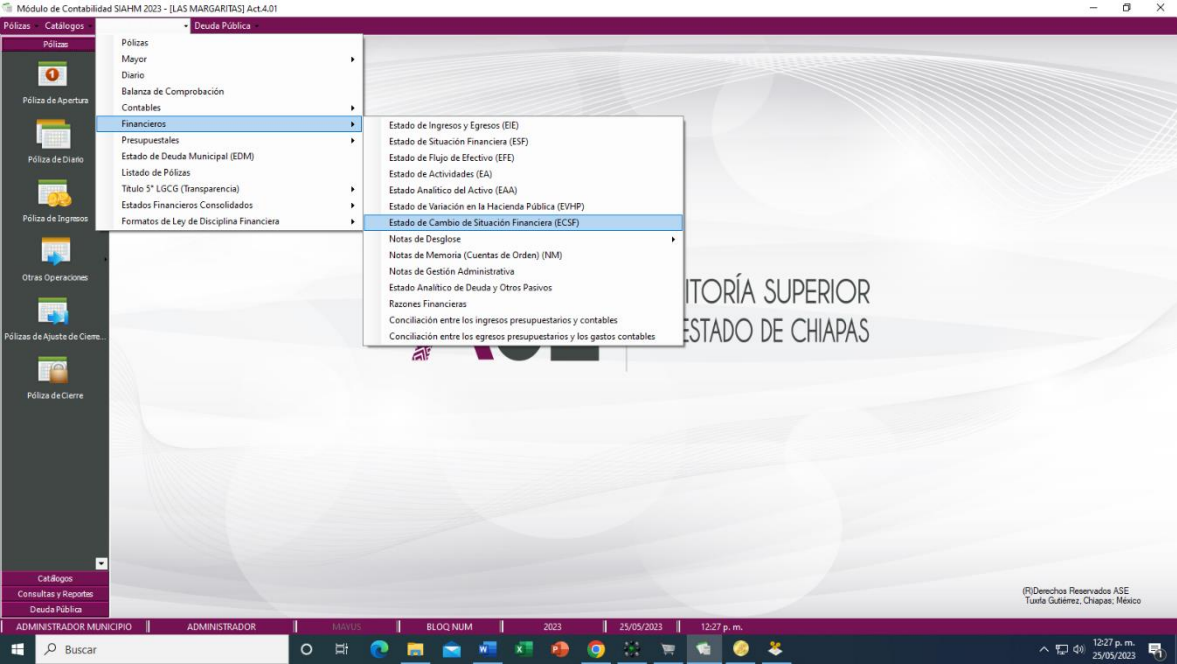 Módulo de Contabilidad SIAHM 2023 - [LAS MARGARITAS] Act.4.01
Pólizas Catálogos Deuda Pública
Pólizas
Póliza de Apertura
Póliza de Diario
Póliza de Ingresos
Otras Operaciones
Pólizas de Ajuste de Cierre...
Póliza de Cierre
Catálogos
Consultas y Reportes
Deuda Pública
Pólizas
Mayor
Diario
Balanza de Comprobación
Contables
Financieros
Presupuestales
Estado de Deuda Municipal (EDM)
Listado de Pólizas
Título 5° LGCG (Transparencia)
Estados Financieros Consolidados
Formatos de Ley de Disciplina Financiera
Estado de Ingresos y Egresos (EIE)
Estado de Situación Financiera (ESF)
Estado de Flujo de Efectivo (EFE)
Estado de Actividades (EA)
Estado Analítico del Activo (EAA)
Estado de Variación en la Hacienda Pública (EVHP)
Estado de Cambio de Situación Financiera (ECSF)
Notas de Desglose
Notas de Memoria (Cuentas de Orden) (NM)
Notas de Gestión Administrativa
Estado Analítico de Deuda y Otros Pasivos
Razones Financieras
Conciliación entre los ingresos presupuestarios y contables
Conciliación entre los egresos presupuestarios y los gastos contables
ITORÍA SUPERIOR
ESTADO DE CHIAPAS
(R)Derechos Reservados ASE
Tuxtla Gutiérrez, Chiapas; México
ADMINISTRADOR MUNICIPIO ADMINISTRADOR MAYUS BLOQ NUM 2023 25/05/2023 12:27 p. m.
Buscar
12:27 p. m.
25/05/2023